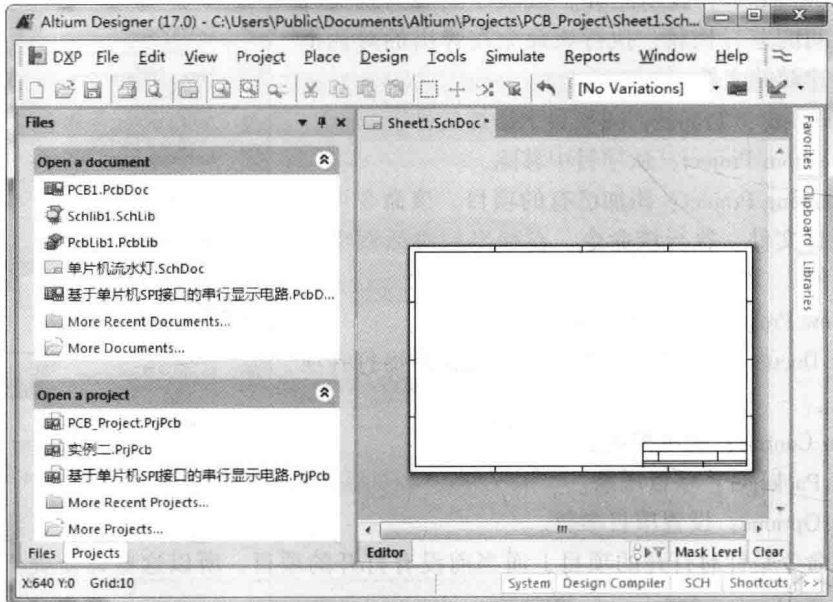 Altium Designer (17.0) - C:\Users\Public\Documents\Altium\Projects\PCB_Project\Sheet1.Sch...
DXP File Edit View Project Place Design Tools Simulate Reports Window Help
[No Variations]
Files
Sheet1.SchDoc *
Open a document
PCB1.PcbDoc
Schlib1.SchLib
PcbLib1.PcbLib
单片机流水灯.SchDoc
基于单片机SPI接口的串行显示电路.PcbD...
More Recent Documents...
More Documents...
Open a project
PCB_Project.PrjPcb
实例二.PrjPcb
基于单片机SPI接口的串行显示电路.PrjPcb
More Recent Projects...
More Projects...
Favorites
Clipboard
Libraries
Files Projects
Editor
Mask Level Clear
X:640 Y:0 Grid:10
System Design Compiler SCH Shortcuts >>